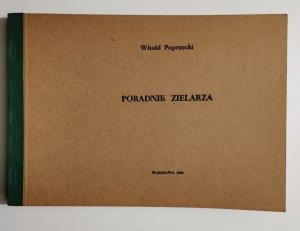 Witold Poprzęcki
PORADNIK ZIELARZA
WARSZAWA